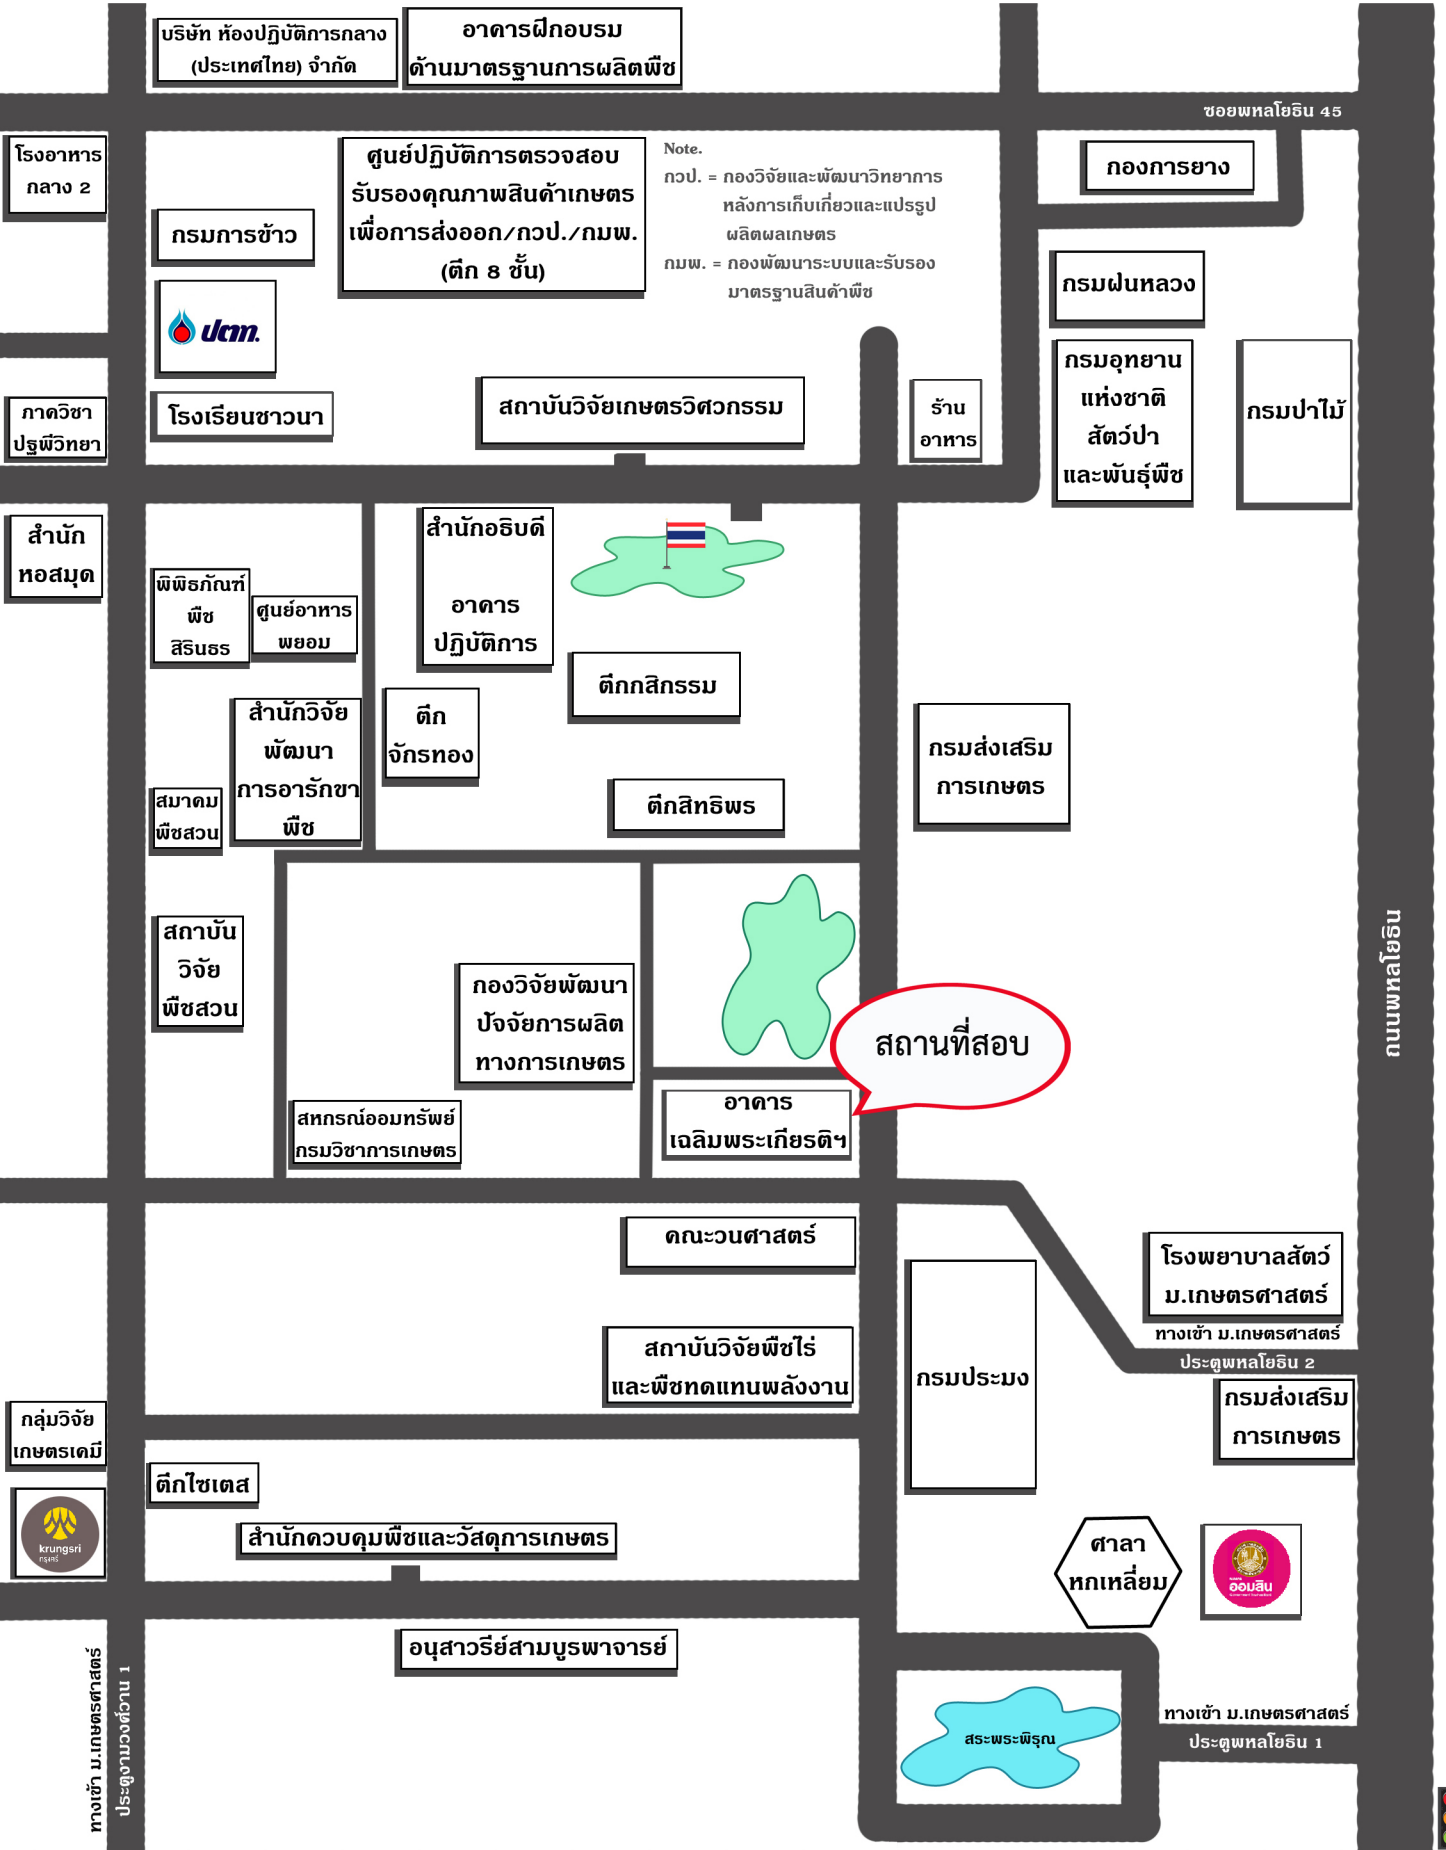 บริษัท ห้องปฏิบัติการกลาง
(ประเทศไทย) จำกัด
อาคารฝึกอบรม
ด้านมาตรฐานการผลิตพืช
ซอยพหลโยธิน 45
โรงอาหาร
กลาง 2
ศูนย์ปฏิบัติการตรวจสอบ
รับรองคุณภาพสินค้าเกษตร
เพื่อการส่งออก/กวป./กมพ.
(ตึก 8 ชั้น)
Note.
กวป. = กองวิจัยและพัฒนาวิทยาการ
หลังการเก็บเกี่ยวและแปรรูป
ผลิตผลเกษตร
กมพ. = กองพัฒนาระบบและรับรอง
มาตรฐานสินค้าพืช
กองการยาง
กรมการข้าว
กรมฝนหลวง
ปตท.
กรมอุทยาน
แห่งชาติ
สัตว์ป่า
และพันธุ์พืช
กรมป่าไม้
ภาควิชา
ปฐพีวิทยา
โรงเรียนชาวนา
สถาบันวิจัยเกษตรวิศวกรรม
ร้าน
อาหาร
สำนัก
หอสมุด
สำนักอธิบดี
อาคาร
ปฏิบัติการ
พิพิธภัณฑ์
พืช
สิรินธร
ศูนย์อาหาร
พยอม
ตึกกสิกรรม
สำนักวิจัย
พัฒนา
การอารักขา
พืช
ตึก
จักรทอง
กรมส่งเสริม
การเกษตร
สมาคม
พืชสวน
ตึกสิทธิพร
สถาบัน
วิจัย
พืชสวน
กองวิจัยพัฒนา
ปัจจัยการผลิต
ทางการเกษตร
สถานที่สอบ
ถนนพหลโยธิน
สหกรณ์ออมทรัพย์
กรมวิชาการเกษตร
อาคาร
เฉลิมพระเกียรติฯ
คณะวนศาสตร์
โรงพยาบาลสัตว์
ม.เกษตรศาสตร์
ทางเข้า ม.เกษตรศาสตร์
ประตูพหลโยธิน 2
สถาบันวิจัยพืชไร่
และพืชทดแทนพลังงาน
กรมประมง
กรมส่งเสริม
การเกษตร
กลุ่มวิจัย
เกษตรเคมี
ตึกไซเตส
krungsri
กรุงศรี
สำนักควบคุมพืชและวัสดุการเกษตร
ศาลา
หกเหลี่ยม
ออมสิน
อนุสาวรีย์สามบูรพาจารย์
ทางเข้า ม.เกษตรศาสตร์
ประตูงามวงศ์วาน 1
สระพระพิรุณ
ทางเข้า ม.เกษตรศาสตร์
ประตูพหลโยธิน 1